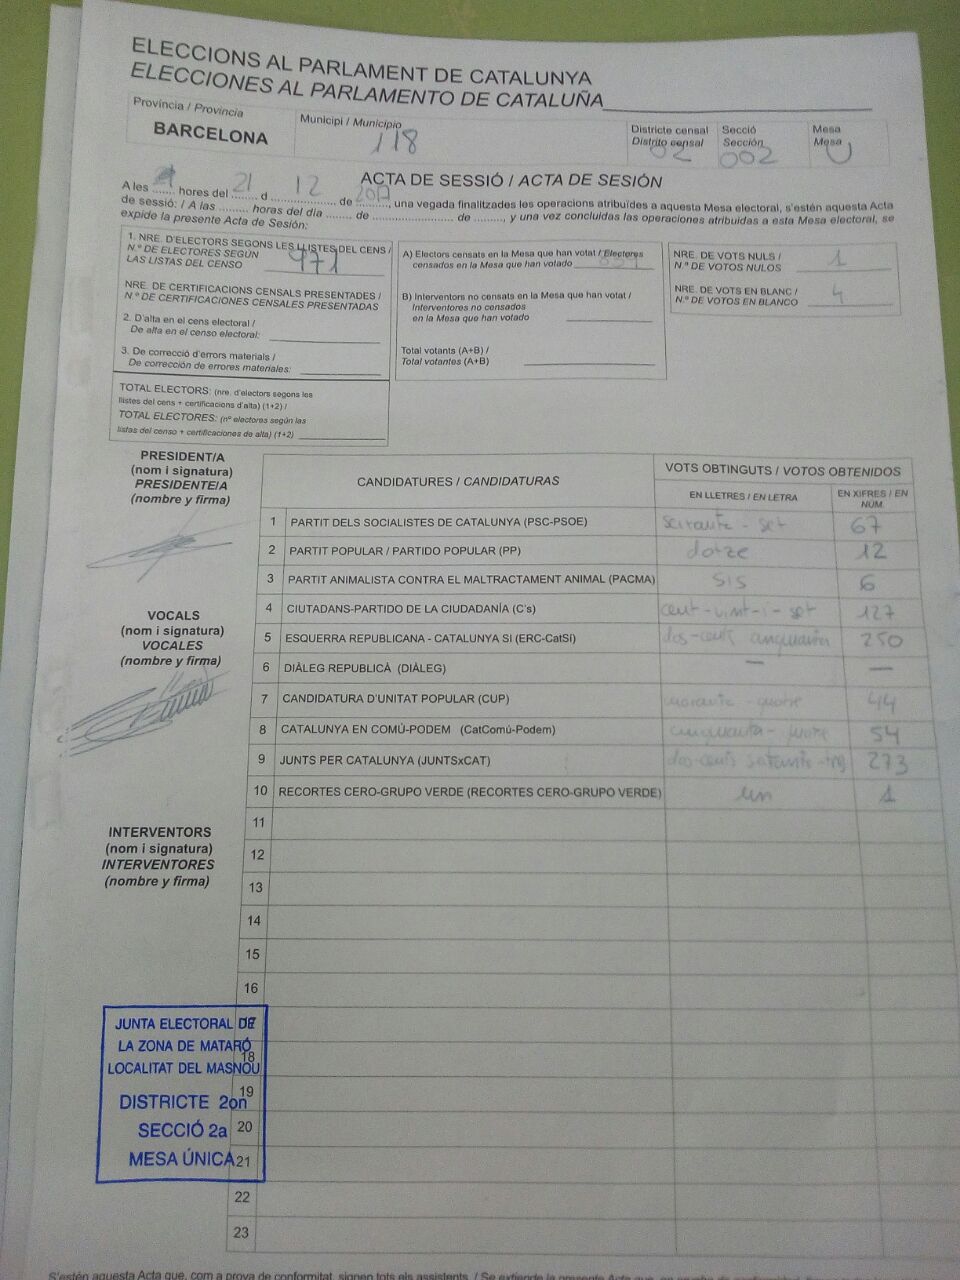 ELECCIONS AL PARLAMENT DE CATALUNYA
ELECCIONES AL PARLAMENTO DE CATALUÑA
Província / Provincia
BARCELONA
Municipi / Municipio
118
Districte censal
Distrito censal
02
Secció
Sección
002
Mesa
Mesa
U
ACTA DE SESSIÓ / ACTA DE SESIÓN
A les ....... hores del 21 d 12 de 2017, una vegada finalitzades les operacions atribuïdes a aquesta Mesa electoral, s'estén aquesta Acta
de sessió: / A las ......... hores del día ........ de ........................ de ........, y una vez concluidas las operaciones atribuidas a esta Mesa electoral, se
expide la presente Acta de Sesión:
1. NRE. D'ELECTORS SEGONS LES LLISTES DEL CENS /
N.º DE ELECTORES SEGÚN
LAS LISTAS DEL CENSO 971
NRE. DE CERTIFICACIONS CENSALS PRESENTADES /
N.º DE CERTIFICACIONES CENSALES PRESENTADAS
2. D'alta en el cens electoral /
De alta en el censo electoral:
3. De correcció d'errors materials /
De corrección de errores materiales:
TOTAL ELECTORS: (nre. d'electors segons les
llistes del cens + certificacions d'alta) (1+2) /
TOTAL ELECTORES: (nº electores según las
listas del censo + certificaciones de alta) (1+2)
A) Electors censats en la Mesa que han votat / Electores
censados en la Mesa que han votado
B) Interventors no censats en la Mesa que han votat /
Interventores no censados
en la Mesa que han votado
Total votants (A+B) /
Total votantes (A+B)
NRE. DE VOTS NULS /
N.º DE VOTOS NULOS 1
NRE. DE VOTS EN BLANC /
N.º DE VOTOS EN BLANCO 4
PRESIDENT/A
(nom i signatura)
PRESIDENTE/A
(nombre y firma)
VOCALS
(nom i signatura)
VOCALES
(nombre y firma)
INTERVENTORS
(nom i signatura)
INTERVENTORES
(nombre y firma)
CANDIDATURES / CANDIDATURAS
VOTS OBTINGUTS / VOTOS OBTENIDOS
EN LLETRES / EN LETRA
EN XIFRES / EN NÚM.
1 PARTIT DELS SOCIALISTES DE CATALUNYA (PSC-PSOE) seixanta-set 67
2 PARTIT POPULAR / PARTIDO POPULAR (PP) dotze 12
3 PARTIT ANIMALISTA CONTRA EL MALTRACTAMENT ANIMAL (PACMA) sis 6
4 CIUTADANS-PARTIDO DE LA CIUDADANÍA (C's) cent-vint-i-set 127
5 ESQUERRA REPUBLICANA - CATALUNYA SI (ERC-CatSí) dos-cents cinquanta 250
6 DIÀLEG REPUBLICÀ (DIÀLEG) — —
7 CANDIDATURA D'UNITAT POPULAR (CUP) 44
8 CATALUNYA EN COMÚ-PODEM (CatComú-Podem) cinquanta-quatre 54
9 JUNTS PER CATALUNYA (JUNTSxCAT) dos-cents setanta-tres 273
10 RECORTES CERO-GRUPO VERDE (RECORTES CERO-GRUPO VERDE) un 1
11
12
13
14
15
16
17
18
19
20
21
22
23
JUNTA ELECTORAL DE
LA ZONA DE MATARÓ
LOCALITAT DEL MASNOU
DISTRICTE 2on
SECCIÓ 2a
MESA ÚNICA
S'estén aquesta Acta que, com a prova de conformitat, signen tots els assistents. / Se extiende la presente Acta que, en prueba de